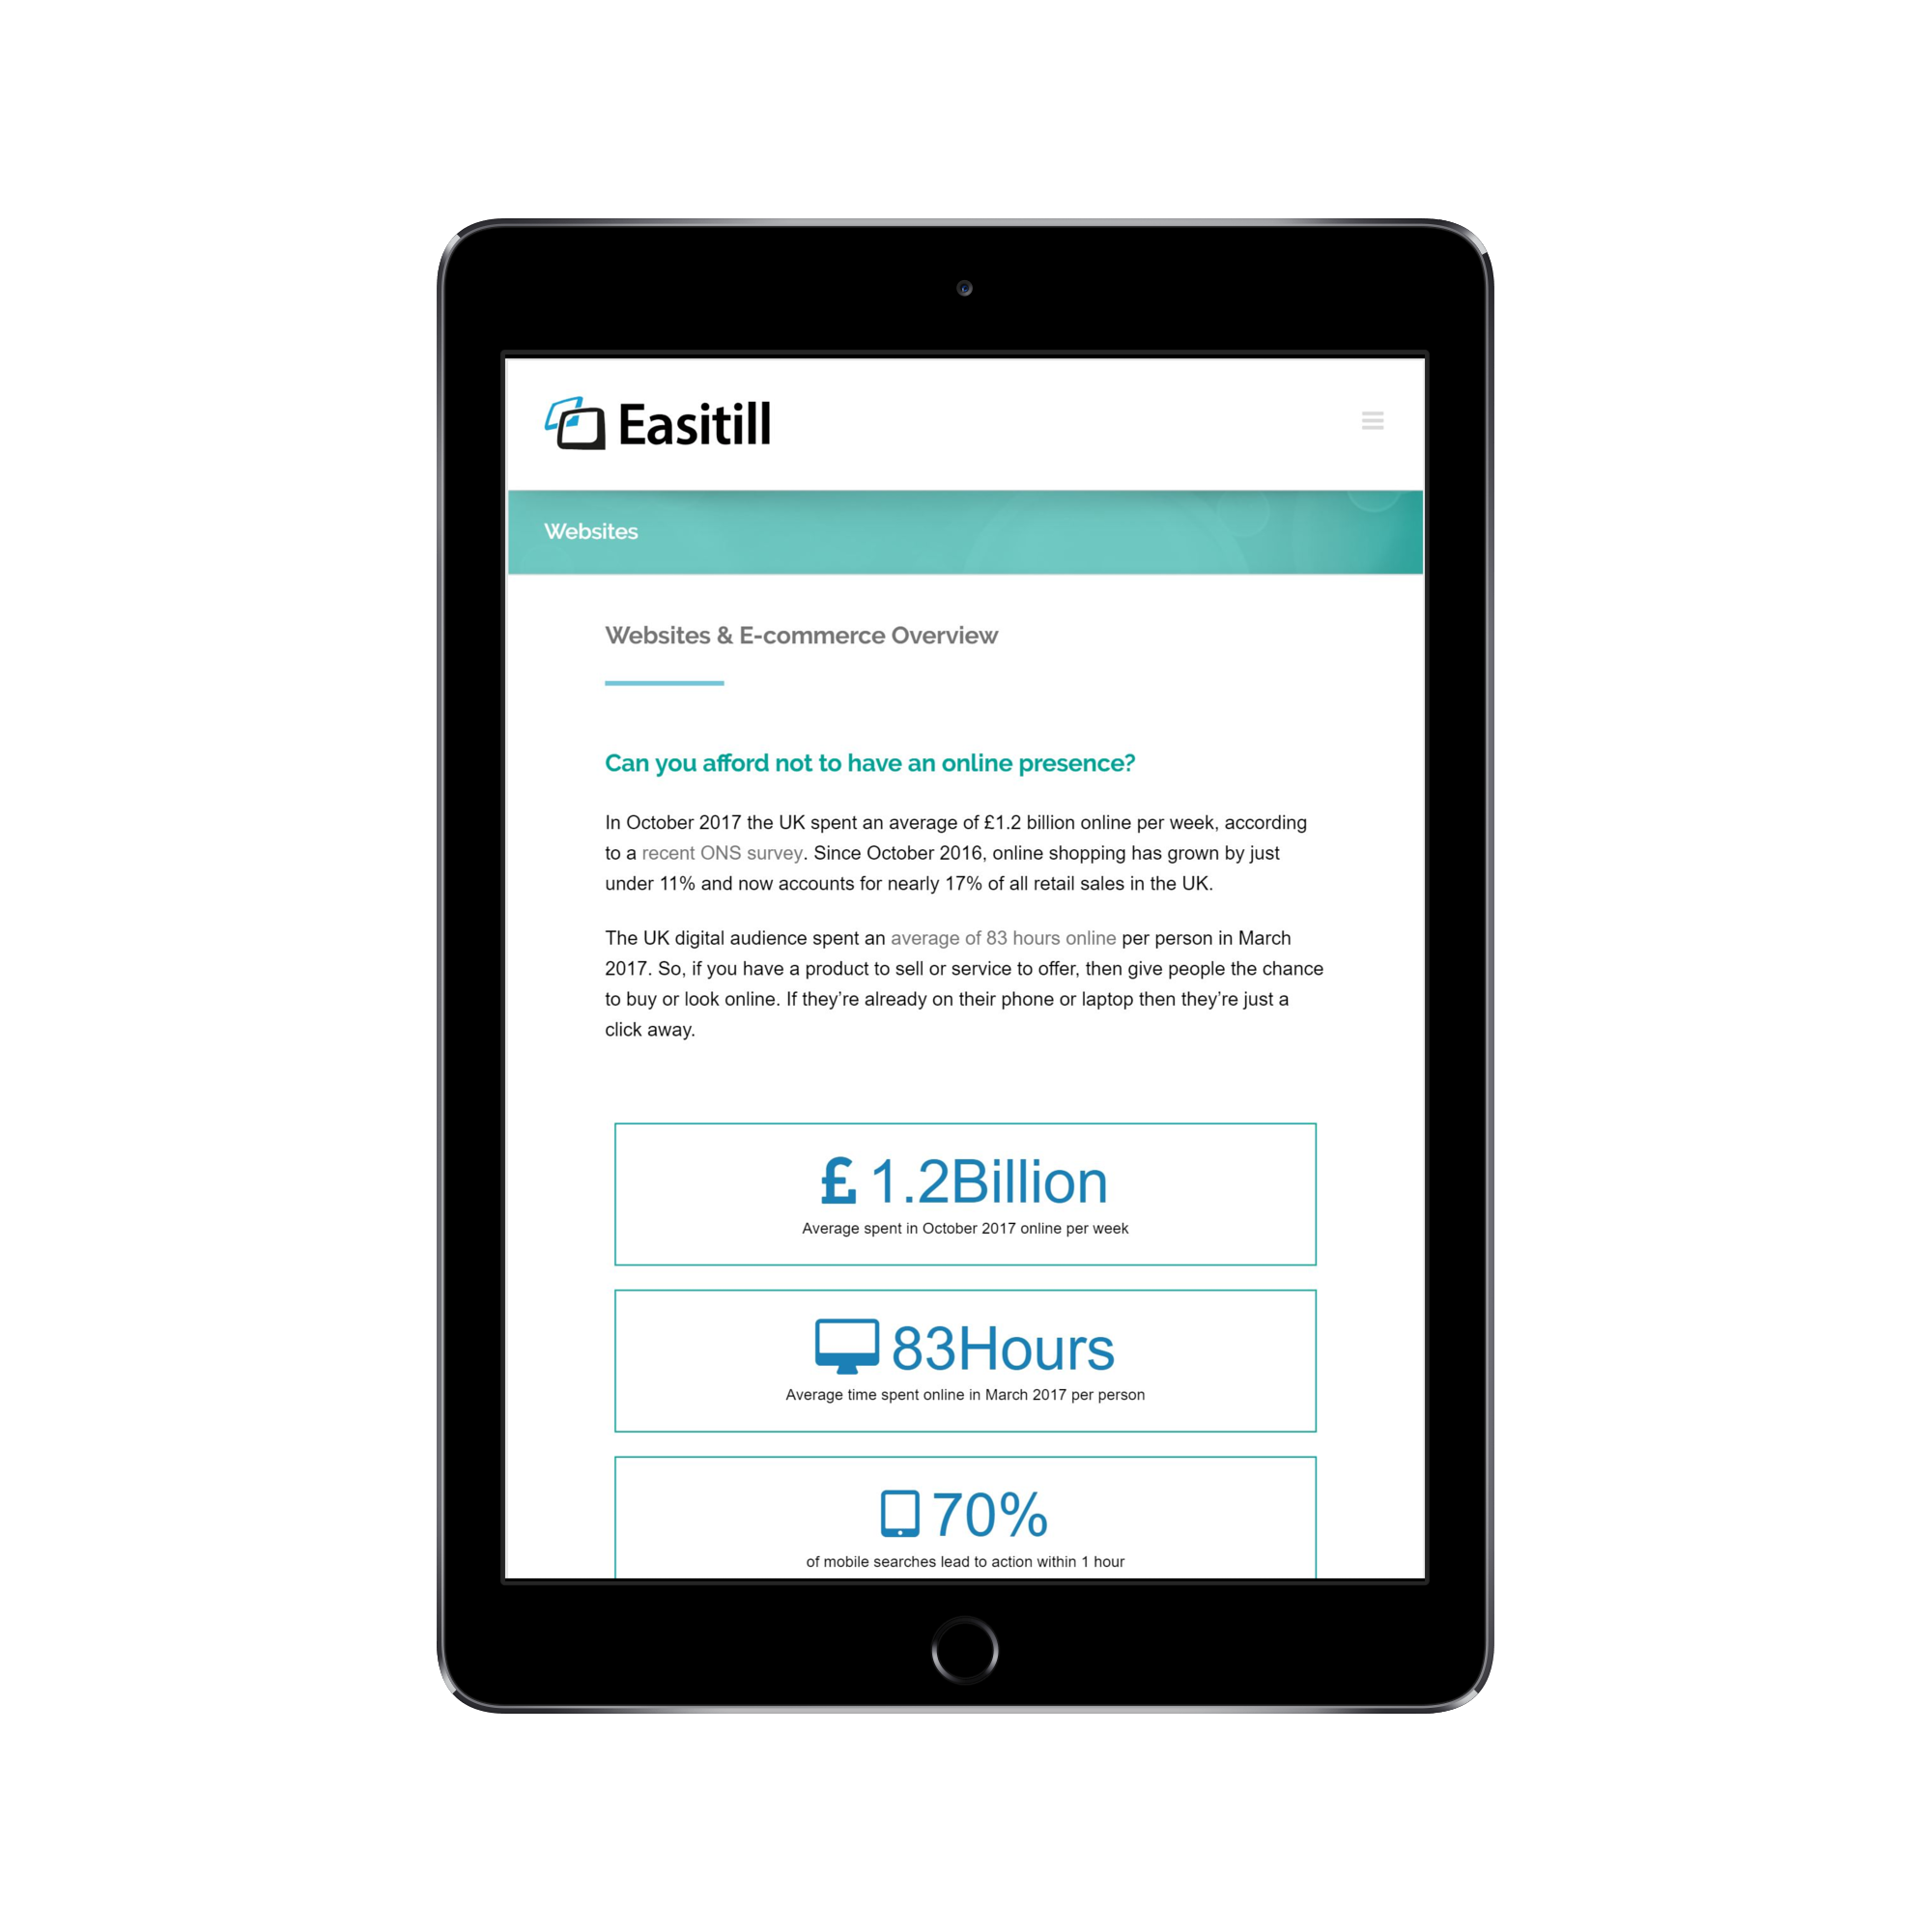 Easitill
Websites
Websites & E-commerce Overview
Can you afford not to have an online presence?
In October 2017 the UK spent an average of £1.2 billion online per week, according
to a recent ONS survey. Since October 2016, online shopping has grown by just
under 11% and now accounts for nearly 17% of all retail sales in the UK.
The UK digital audience spent an average of 83 hours online per person in March
2017. So, if you have a product to sell or service to offer, then give people the chance
to buy or look online. If they’re already on their phone or laptop then they’re just a
click away.
£ 1.2Billion
Average spent in October 2017 online per week
83Hours
Average time spent online in March 2017 per person
70%
of mobile searches lead to action within 1 hour